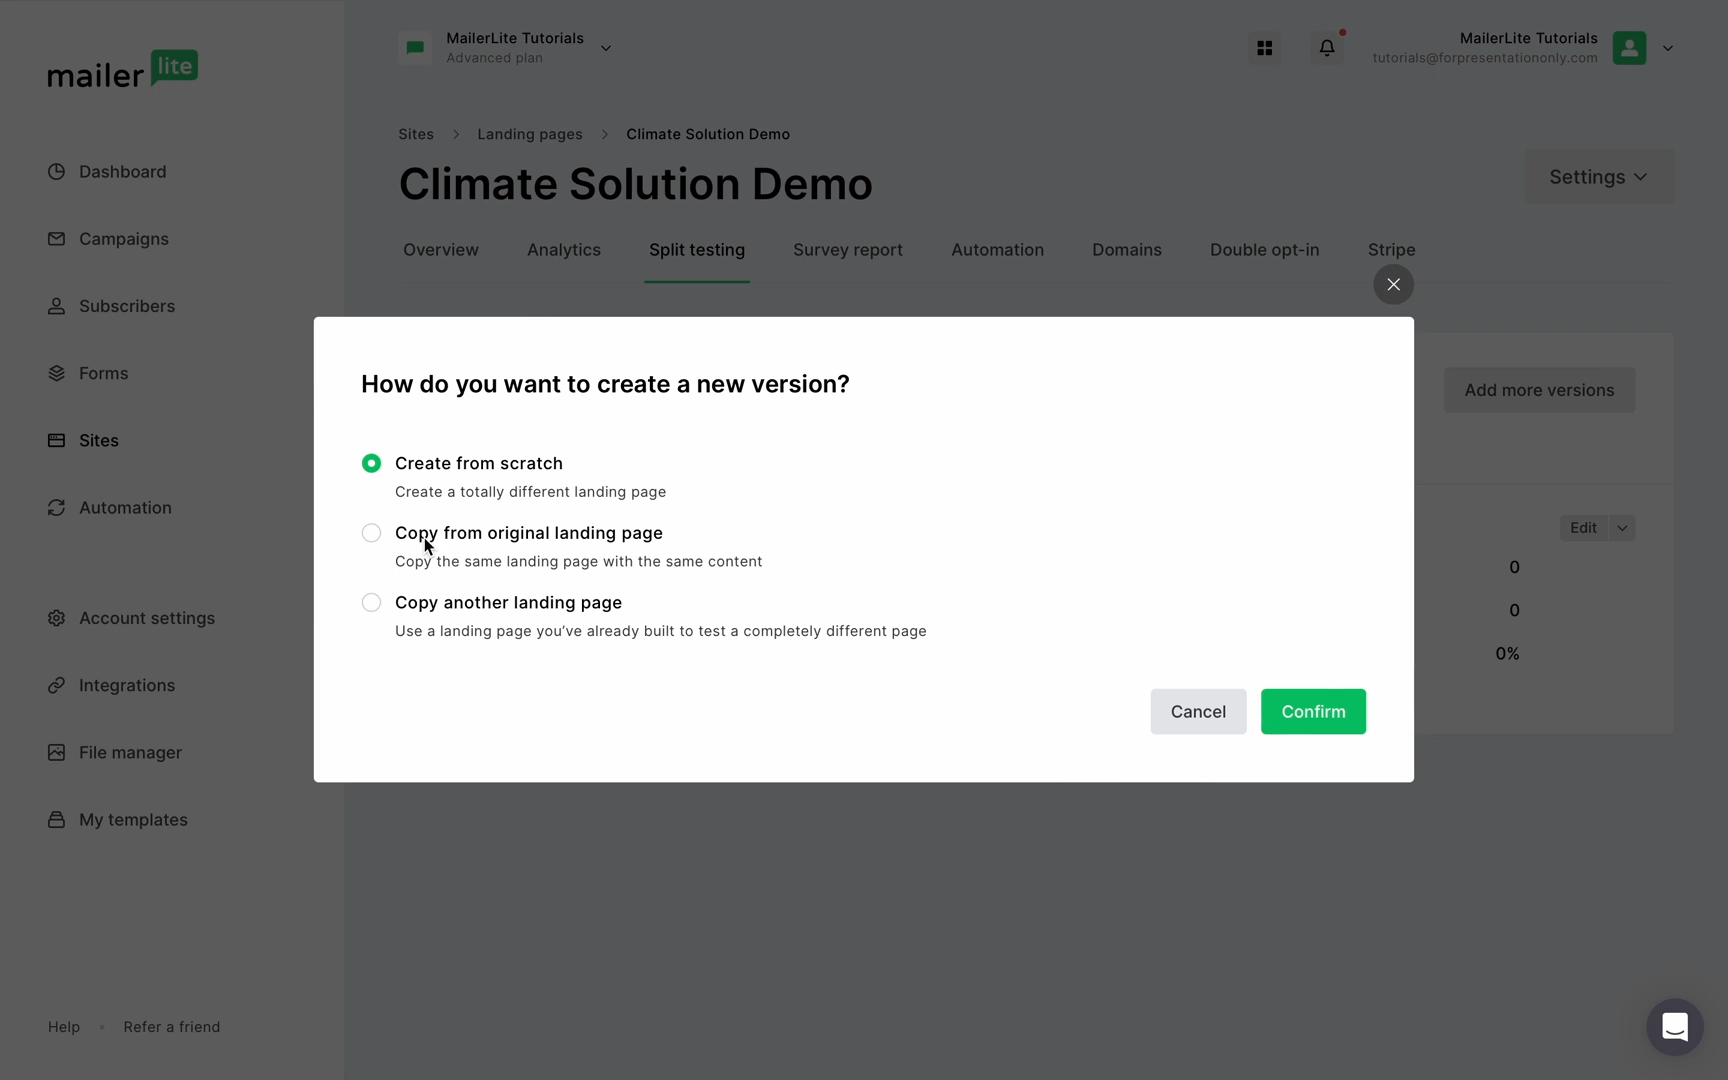 mailer lite
MailerLite Tutorials
Advanced plan
MailerLite Tutorials
tutorials@forpresentationonly.com
Dashboard
Campaigns
Subscribers
Forms
Sites
Automation
Account settings
Integrations
File manager
My templates
Help • Refer a friend
Sites > Landing pages > Climate Solution Demo
Climate Solution Demo
Settings
Overview Analytics Split testing Survey report Automation Domains Double opt-in Stripe
Add more versions
Edit
0
0
0%
How do you want to create a new version?
Create from scratch
Create a totally different landing page
Copy from original landing page
Copy the same landing page with the same content
Copy another landing page
Use a landing page you’ve already built to test a completely different page
Cancel Confirm